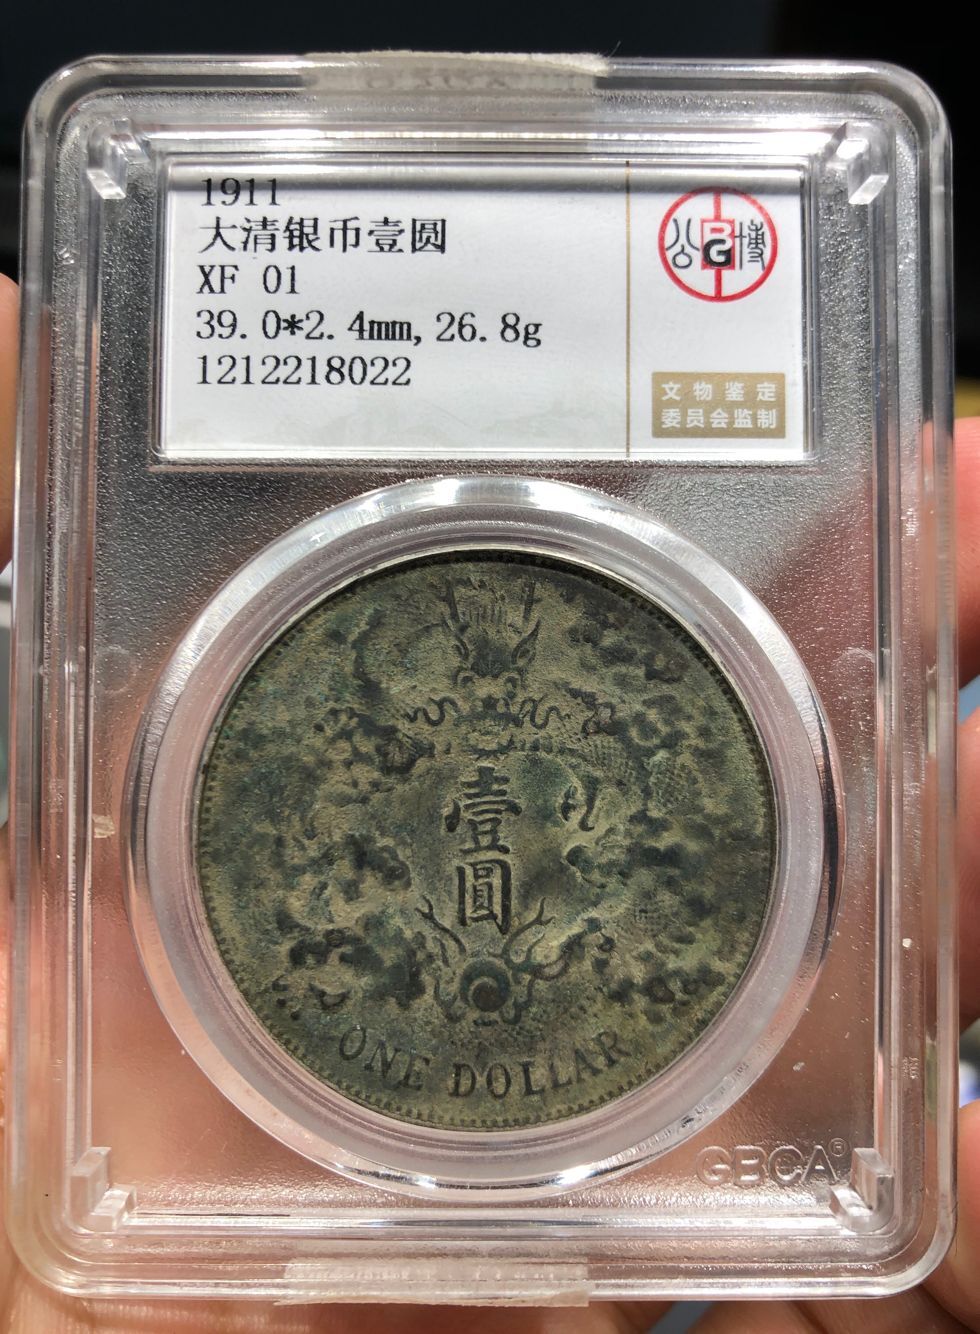 1911
大清银币壹圆
XF 01
39.0*2.4mm,26.8g
1212218022
公 BG 博
文物鉴定
委员会监制
壹
圓
ONE DOLLAR
GBCA®